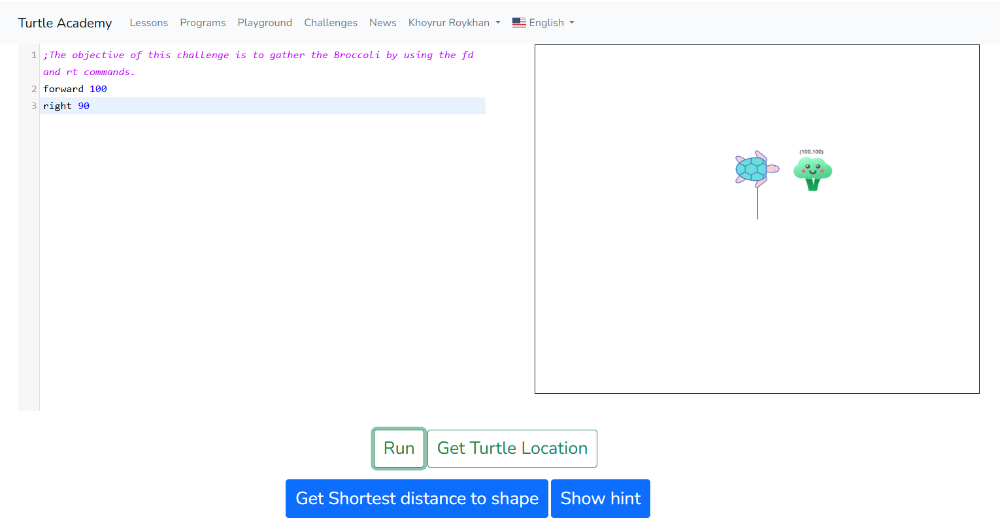 Turtle Academy Lessons Programs Playground Challenges News Khoyrur Roykhan English
1 ;The objective of this challenge is to gather the Broccoli by using the fd
and rt commands.
2 forward 100
3 right 90
(100,100)
Run Get Turtle Location
Get Shortest distance to shape Show hint